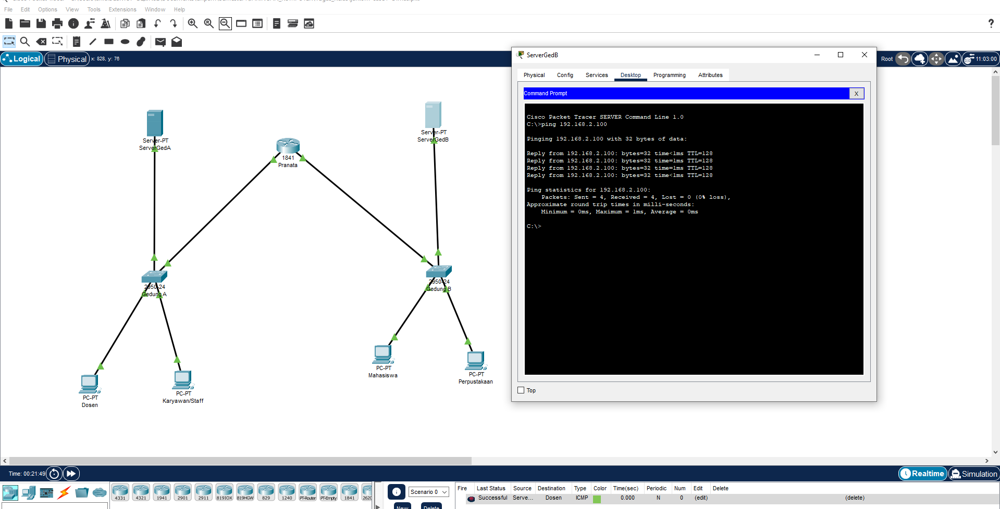 File Edit Options View Tools Extensions Window Help
?
Logical Physical x: 828, y: 76
Root 11:03:00
Server-PT
ServerGedA
1841
Pranata
Server-PT
ServerGedB
2950-24
Gedung A
2950-24
Gedung B
PC-PT
Dosen
PC-PT
Karyawan/Staff
PC-PT
Mahasiswa
PC-PT
Perpustakaan
ServerGedB
Physical Config Services Desktop Programming Attributes
Command Prompt X
Cisco Packet Tracer SERVER Command Line 1.0
C:\>ping 192.168.2.100
Pinging 192.168.2.100 with 32 bytes of data:
Reply from 192.168.2.100: bytes=32 time<1ms TTL=128
Reply from 192.168.2.100: bytes=32 time=1ms TTL=128
Reply from 192.168.2.100: bytes=32 time=1ms TTL=128
Reply from 192.168.2.100: bytes=32 time<1ms TTL=128
Ping statistics for 192.168.2.100:
Packets: Sent = 4, Received = 4, Lost = 0 (0% loss),
Approximate round trip times in milli-seconds:
Minimum = 0ms, Maximum = 1ms, Average = 0ms
C:\>
Top
Time: 00:21:49
Realtime Simulation
4331 4321 1941 2901 2911 819IOX 819HGW 829 1240 PT-Router PT-Empty 1841 2620
Scenario 0
New Delete
Fire Last Status Source Destination Type Color Time(sec) Periodic Num Edit Delete
Successful Serve... Dosen ICMP 0.000 N 0 (edit) (delete)